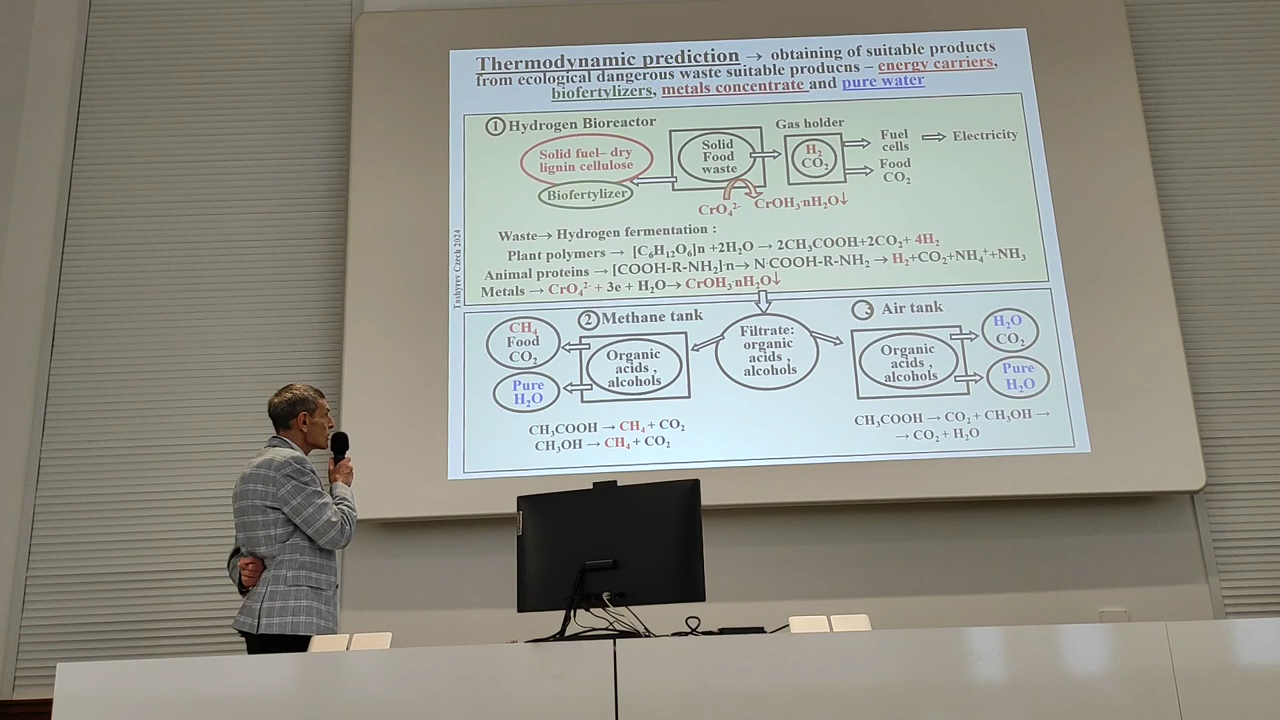 Thermodynamic prediction → obtaining of suitable products
from ecological dangerous waste suitable producns – energy carriers,
biofertylizers, metals concentrate and pure water
1 Hydrogen Bioreactor
Solid fuel– dry
lignin cellulose
Biofertylizer
Solid
Food
waste
Gas holder
H₂
CO₂
Fuel
cells
Electricity
Food
CO₂
CrO₄²⁻
CrOH₃·nH₂O↓
Waste→ Hydrogen fermentation :
Plant polymers → [C₆H₁₂O₆]n +2H₂O → 2CH₃COOH+2CO₂+ 4H₂
Animal proteins → [COOH-R-NH₂]·n→ N·COOH-R-NH₂ → H₂+CO₂+NH₄⁺+NH₃
Metals → CrO₄²⁻ + 3e + H₂O→ CrOH₃·nH₂O↓
Tashyrev Czech 2024
2 Methane tank
CH₄
Food
CO₂
Pure
H₂O
Organic
acids ,
alcohols
CH₃COOH → CH₄ + CO₂
CH₃OH → CH₄ + CO₂
Filtrate:
organic
acids ,
alcohols
3 Air tank
Organic
acids ,
alcohols
H₂O
CO₂
Pure
H₂O
CH₃COOH → CO₂ + CH₃OH →
→ CO₂ + H₂O